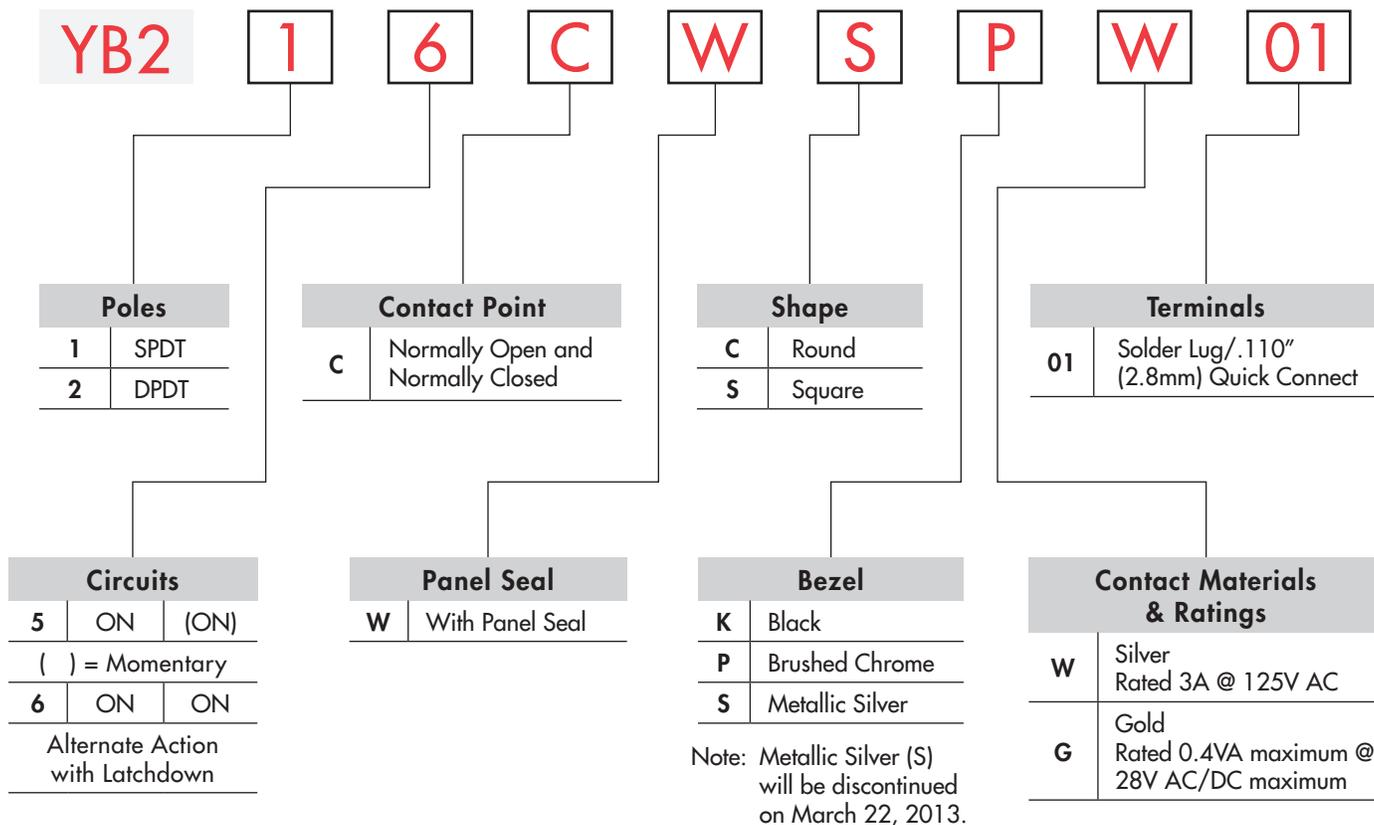 YB2 1 6 C W S P W 01
Poles
1 SPDT
2 DPDT
Contact Point
C Normally Open and
Normally Closed
Shape
C Round
S Square
Terminals
01 Solder Lug/.110”
(2.8mm) Quick Connect
Circuits
5 ON (ON)
( ) = Momentary
6 ON ON
Alternate Action
with Latchdown
Panel Seal
W With Panel Seal
Bezel
K Black
P Brushed Chrome
S Metallic Silver
Note: Metallic Silver (S)
will be discontinued
on March 22, 2013.
Contact Materials
& Ratings
W Silver
Rated 3A @ 125V AC
G Gold
Rated 0.4VA maximum @
28V AC/DC maximum